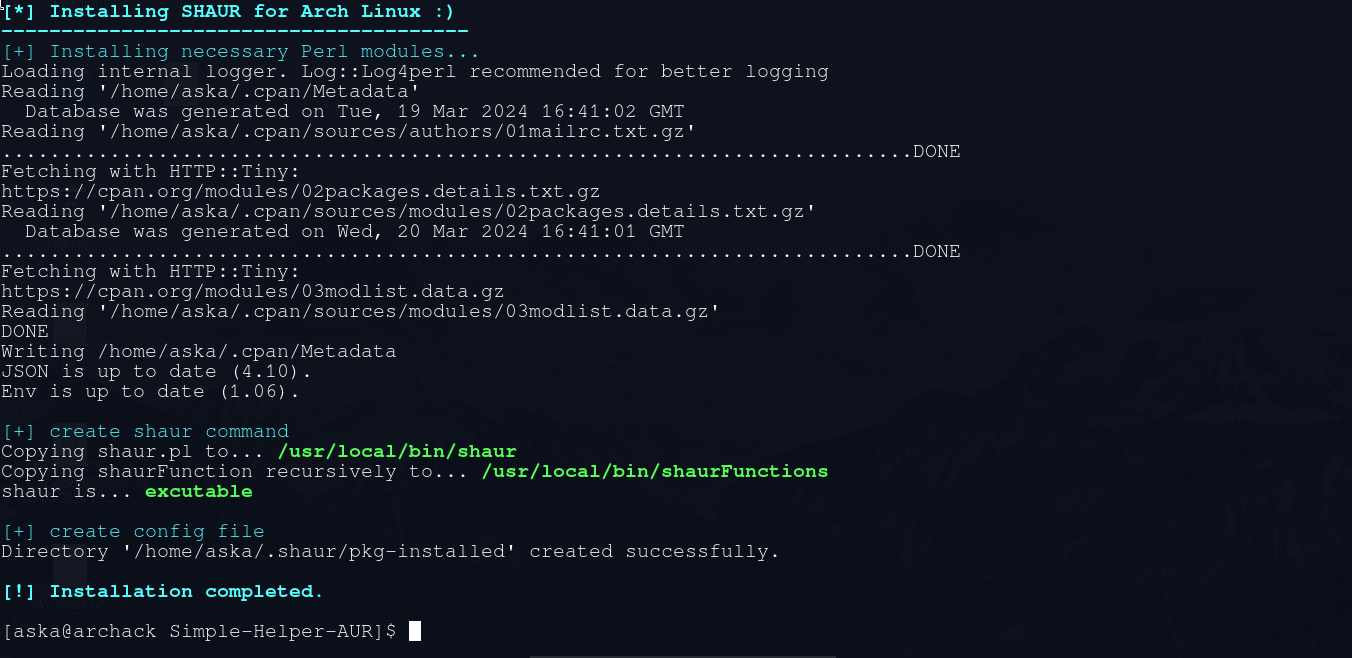 [*] Installing SHAUR for Arch Linux :)
---------------------------------------
[+] Installing necessary Perl modules...
Loading internal logger. Log::Log4perl recommended for better logging
Reading '/home/aska/.cpan/Metadata'
  Database was generated on Tue, 19 Mar 2024 16:41:02 GMT
Reading '/home/aska/.cpan/sources/authors/01mailrc.txt.gz'
............................................................................DONE
Fetching with HTTP::Tiny:
https://cpan.org/modules/02packages.details.txt.gz
Reading '/home/aska/.cpan/sources/modules/02packages.details.txt.gz'
  Database was generated on Wed, 20 Mar 2024 16:41:01 GMT
............................................................................DONE
Fetching with HTTP::Tiny:
https://cpan.org/modules/03modlist.data.gz
Reading '/home/aska/.cpan/sources/modules/03modlist.data.gz'
DONE
Writing /home/aska/.cpan/Metadata
JSON is up to date (4.10).
Env is up to date (1.06).
[+] create shaur command
Copying shaur.pl to... /usr/local/bin/shaur
Copying shaurFunction recursively to... /usr/local/bin/shaurFunctions
shaur is... excutable
[+] create config file
Directory '/home/aska/.shaur/pkg-installed' created successfully.
[!] Installation completed.
[aska@archack Simple-Helper-AUR]$